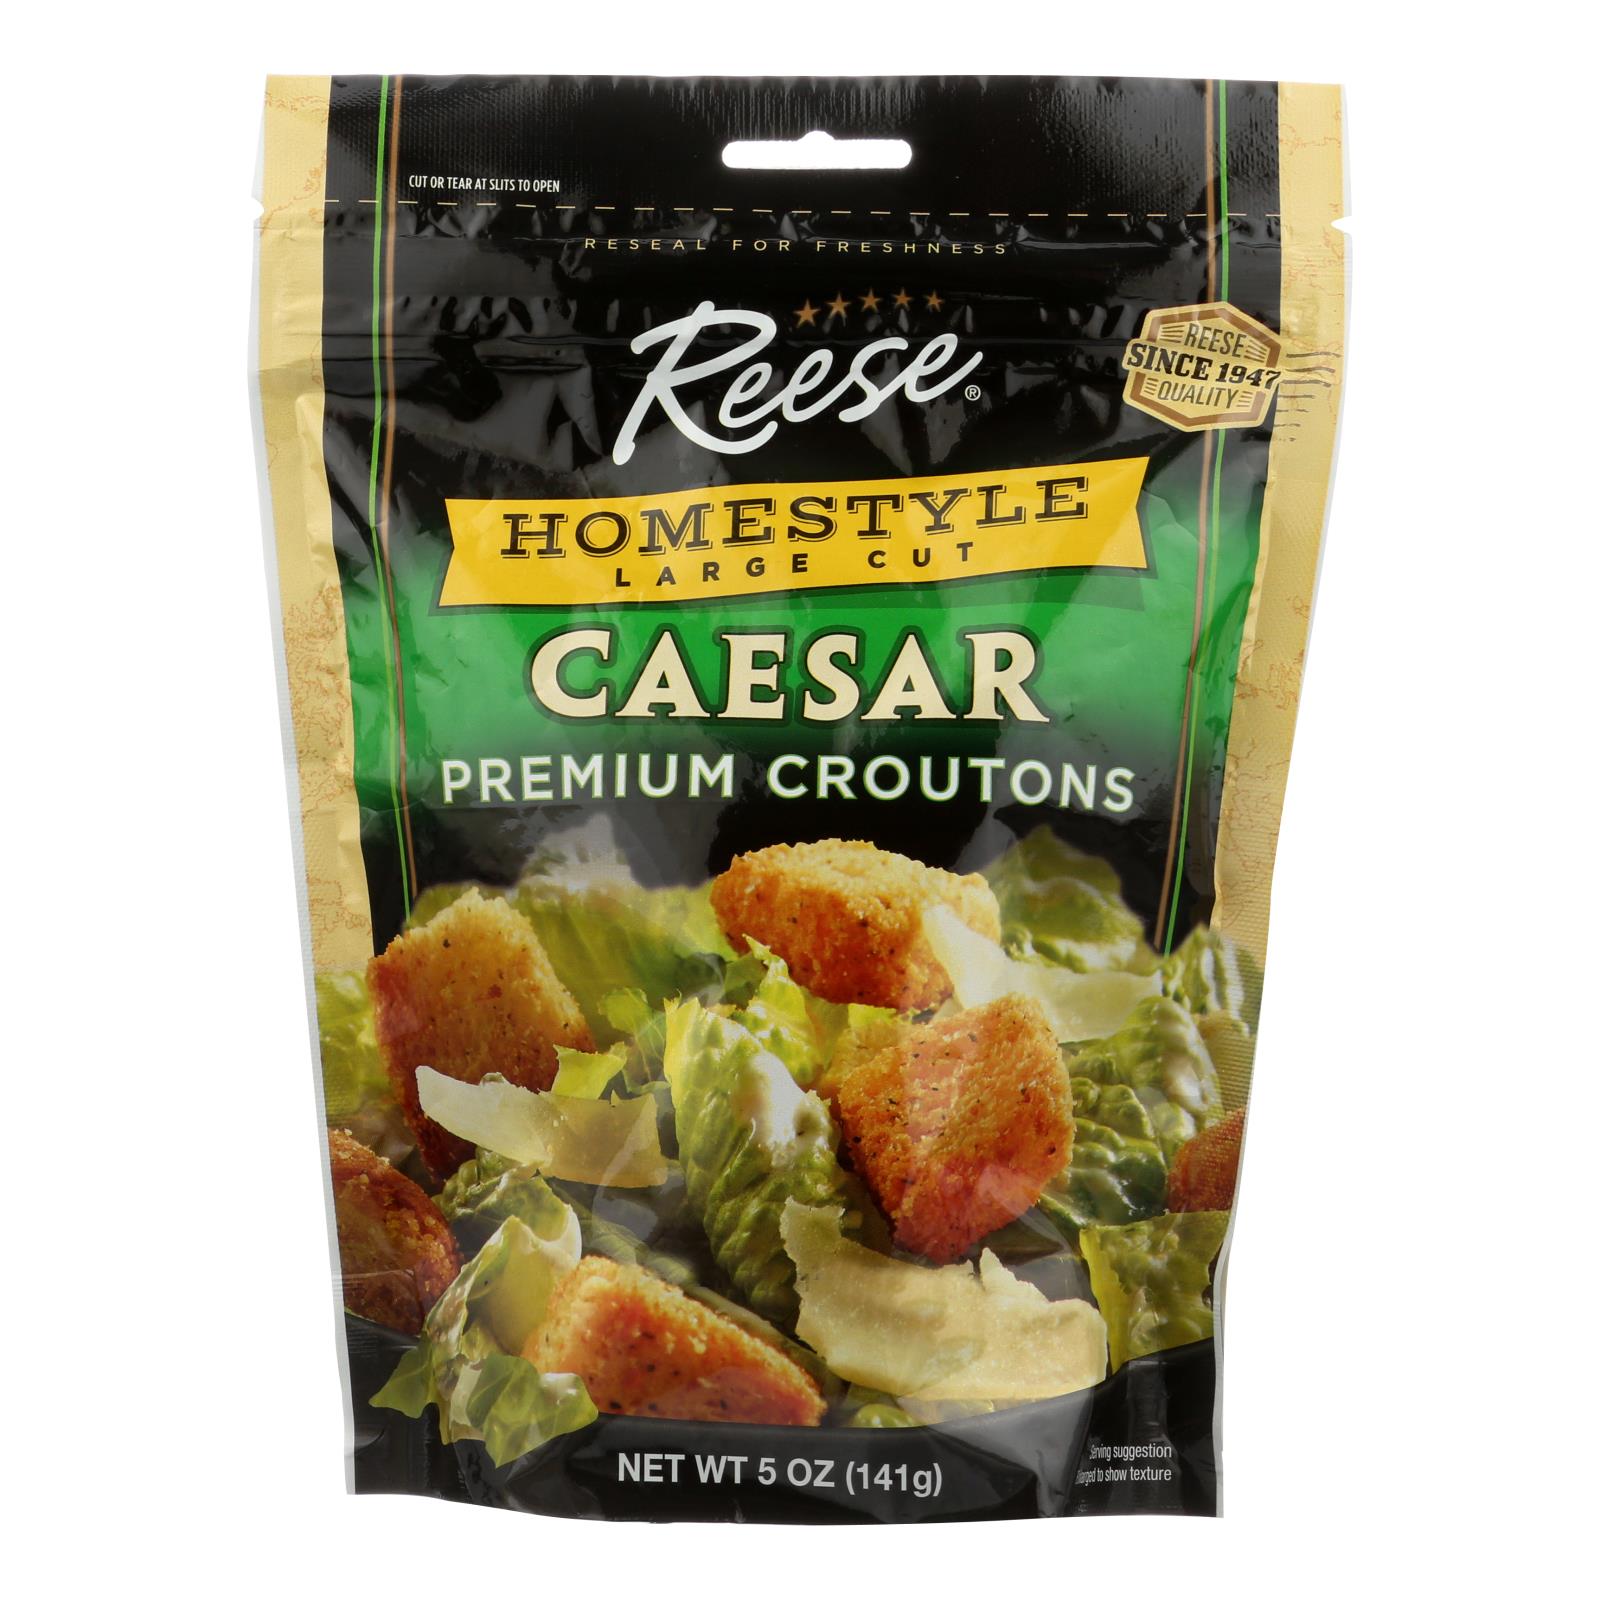 CUT OR TEAR AT SLITS TO OPEN
RESEAL FOR FRESHNESS
Reese®
REESE
SINCE 1947
QUALITY
HOMESTYLE
LARGE CUT
CAESAR
PREMIUM CROUTONS
NET WT 5 OZ (141g)
Serving suggestion
to show texture